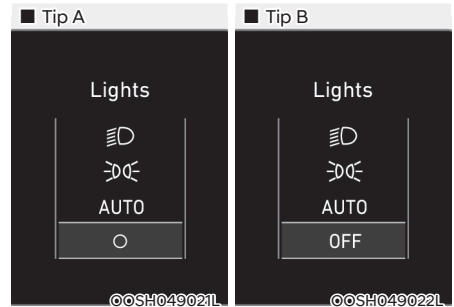 ■ Tip A
Lights
AUTO
OOSH049021L
■ Tip B
Lights
AUTO
OFF
OOSH049022L